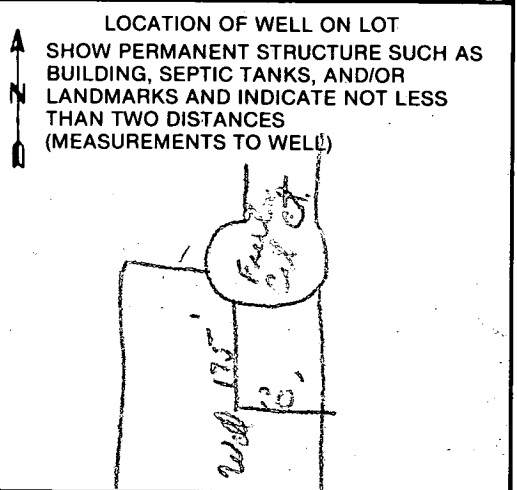 LOCATION OF WELL ON LOT
SHOW PERMANENT STRUCTURE SUCH AS
BUILDING, SEPTIC TANKS, AND/OR
LANDMARKS AND INDICATE NOT LESS
THAN TWO DISTANCES
(MEASUREMENTS TO WELL)
N
Ct.
Well 175'